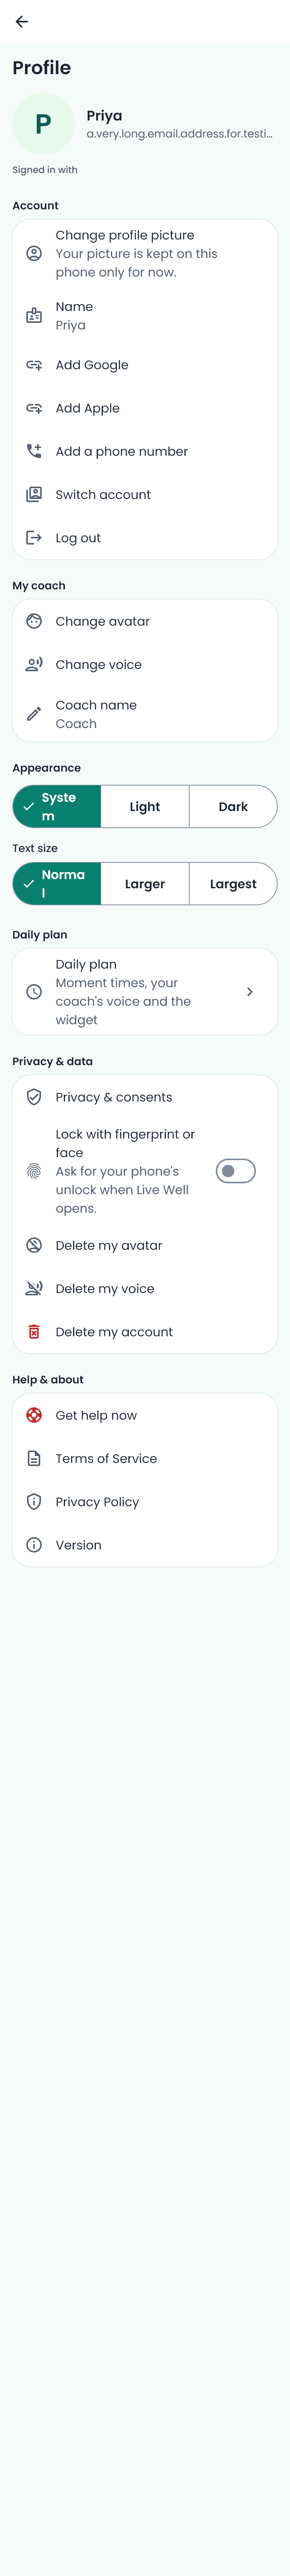 Profile
P
Priya
a.very.long.email.address.for.testi...
Signed in with
Account
Change profile picture
Your picture is kept on this
phone only for now.
Name
Priya
Add Google
Add Apple
Add a phone number
Switch account
Log out
My coach
Change avatar
Change voice
Coach name
Coach
Appearance
Syste
m
Light
Dark
Text size
Norma
l
Larger
Largest
Daily plan
Daily plan
Moment times, your
coach's voice and the
widget
Privacy & data
Privacy & consents
Lock with fingerprint or
face
Ask for your phone's
unlock when Live Well
opens.
Delete my avatar
Delete my voice
Delete my account
Help & about
Get help now
Terms of Service
Privacy Policy
Version